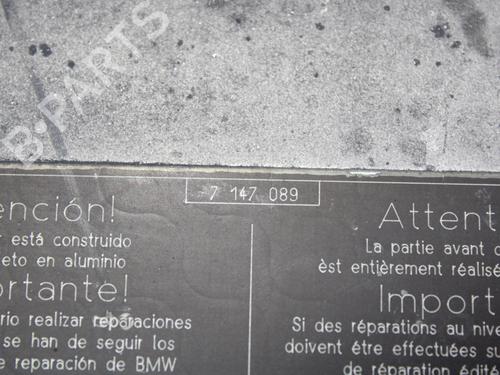 B-PARTS
7 147 089
ención!
está construido
eto en aluminio
ortante!
rio realizar reparaciones
se han de seguir los
e reparación de BMW
Attent
La partie avant
èst entièrement réalisé
Import
Si des réparations au nive
doivent être effectuées su
de réparation édité